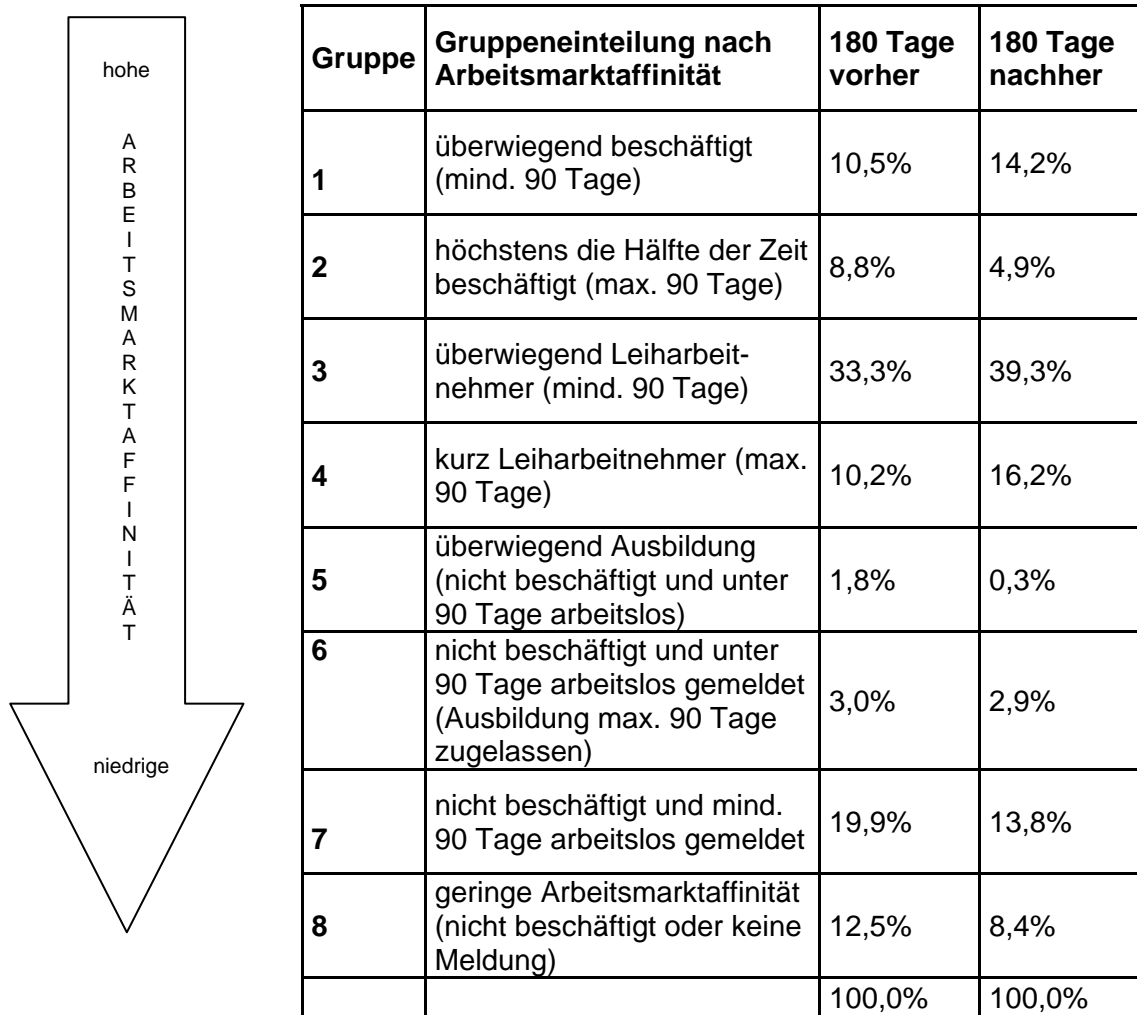 hohe
ARBEITSMARKTAFFINITÄT
niedrige
Gruppe
Gruppeneinteilung nach
Arbeitsmarktaffinität
180 Tage
vorher
180 Tage
nachher
1
überwiegend beschäftigt
(mind. 90 Tage)
10,5%
14,2%
2
höchstens die Hälfte der Zeit
beschäftigt (max. 90 Tage)
8,8%
4,9%
3
überwiegend Leiharbeit-
nehmer (mind. 90 Tage)
33,3%
39,3%
4
kurz Leiharbeitnehmer (max.
90 Tage)
10,2%
16,2%
5
überwiegend Ausbildung
(nicht beschäftigt und unter
90 Tage arbeitslos)
1,8%
0,3%
6
nicht beschäftigt und unter
90 Tage arbeitslos gemeldet
(Ausbildung max. 90 Tage
zugelassen)
3,0%
2,9%
7
nicht beschäftigt und mind.
90 Tage arbeitslos gemeldet
19,9%
13,8%
8
geringe Arbeitsmarktaffinität
(nicht beschäftigt oder keine
Meldung)
12,5%
8,4%
100,0%
100,0%